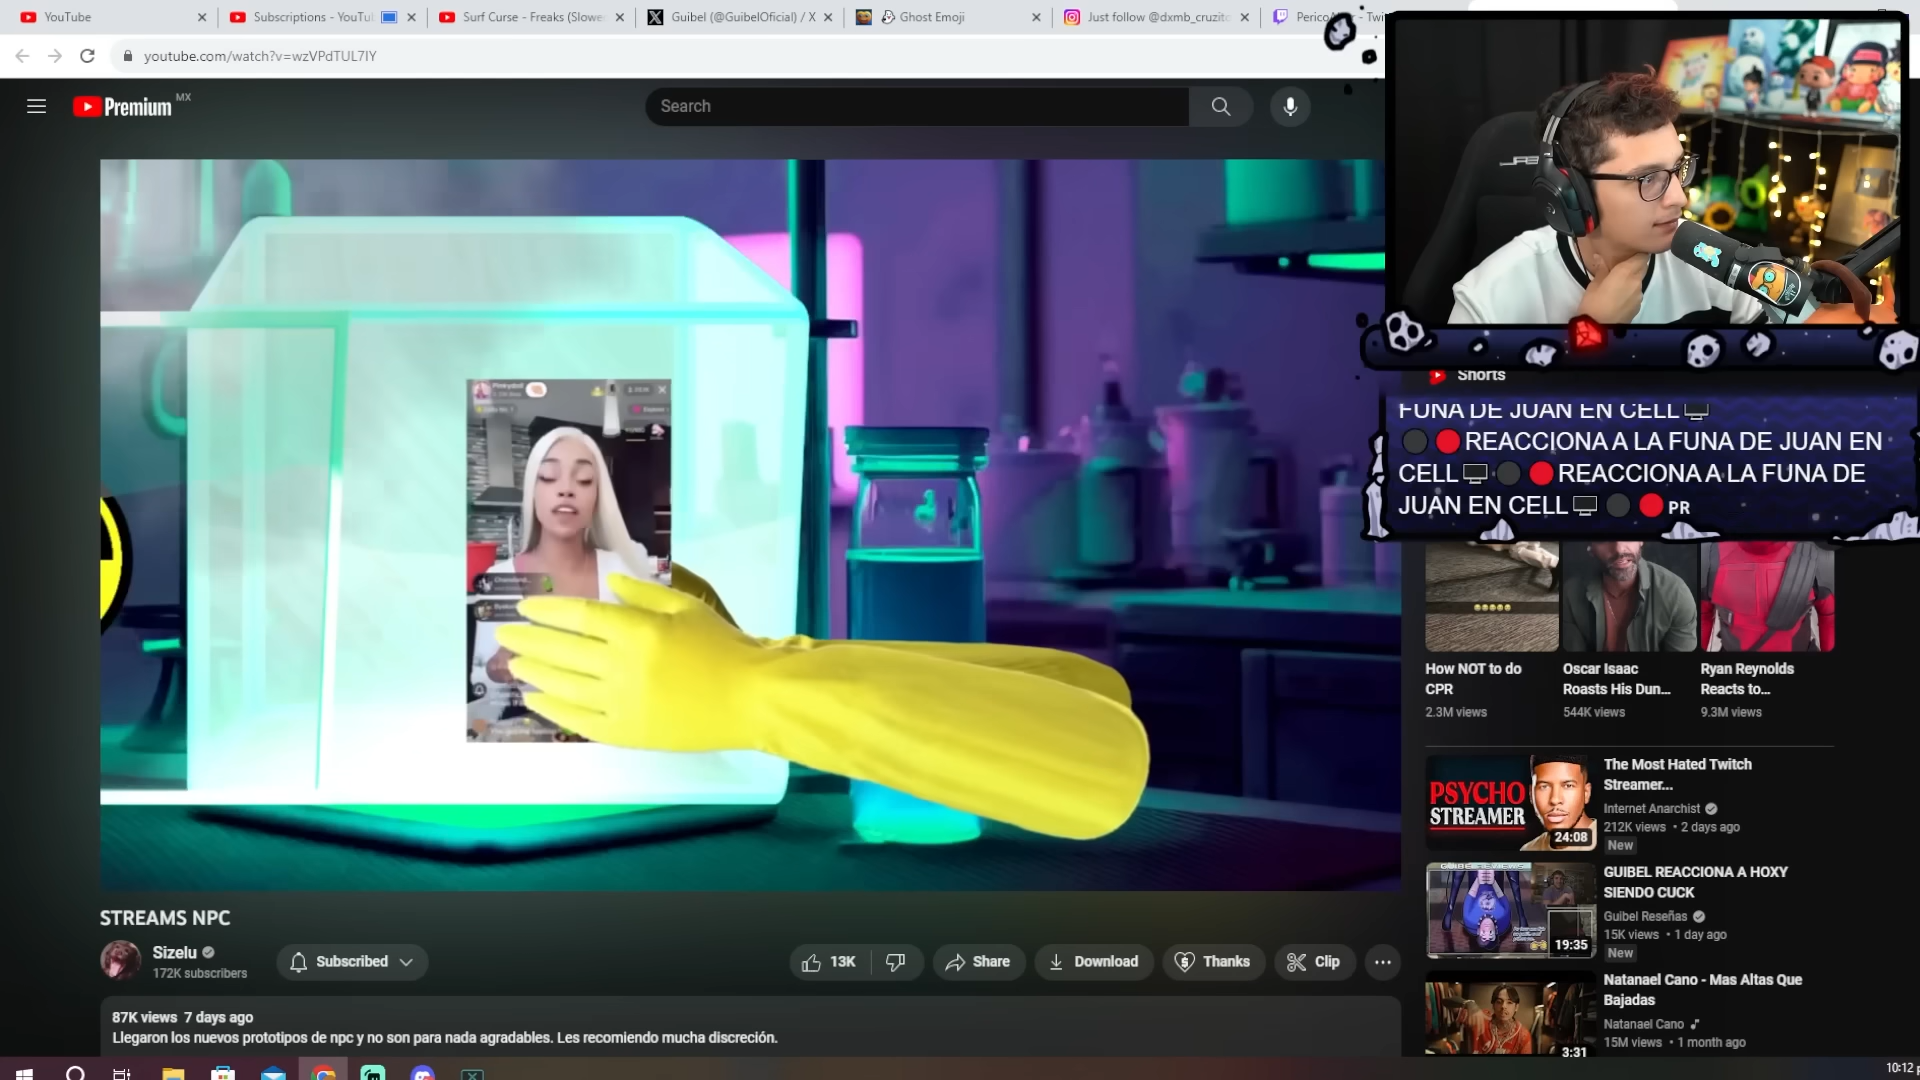 YouTube
Subscriptions - YouTu
Surf Curse - Freaks (Slowe
Guibel (@GuibelOficial) / X
Ghost Emoji
Just follow @dxmb_cruzito
youtube.com/watch?v=wzVPdTUL7IY
Premium MX
Search
Shorts
FUNA DE JUAN EN CELL🖥️
⚫🔴REACCIONA A LA FUNA DE JUAN EN
CELL🖥️⚫🔴REACCIONA A LA FUNA DE
JUAN EN CELL🖥️⚫🔴PR
How NOT to do
CPR
2.3M views
Oscar Isaac
Roasts His Dun...
544K views
Ryan Reynolds
Reacts to...
9.3M views
PSYCHO
STREAMER
24:08
The Most Hated Twitch
Streamer...
Internet Anarchist
212K views • 2 days ago
New
19:35
GUIBEL REACCIONA A HOXY
SIENDO CUCK
Guibel Reseñas
15K views • 1 day ago
New
3:31
Natanael Cano - Mas Altas Que
Bajadas
Natanael Cano
15M views • 1 month ago
STREAMS NPC
Sizelu
172K subscribers
Subscribed
13K
Share
Download
Thanks
Clip
87K views 7 days ago
Llegaron los nuevos prototipos de npc y no son para nada agradables. Les recomiendo mucha discreción.
10:12 p